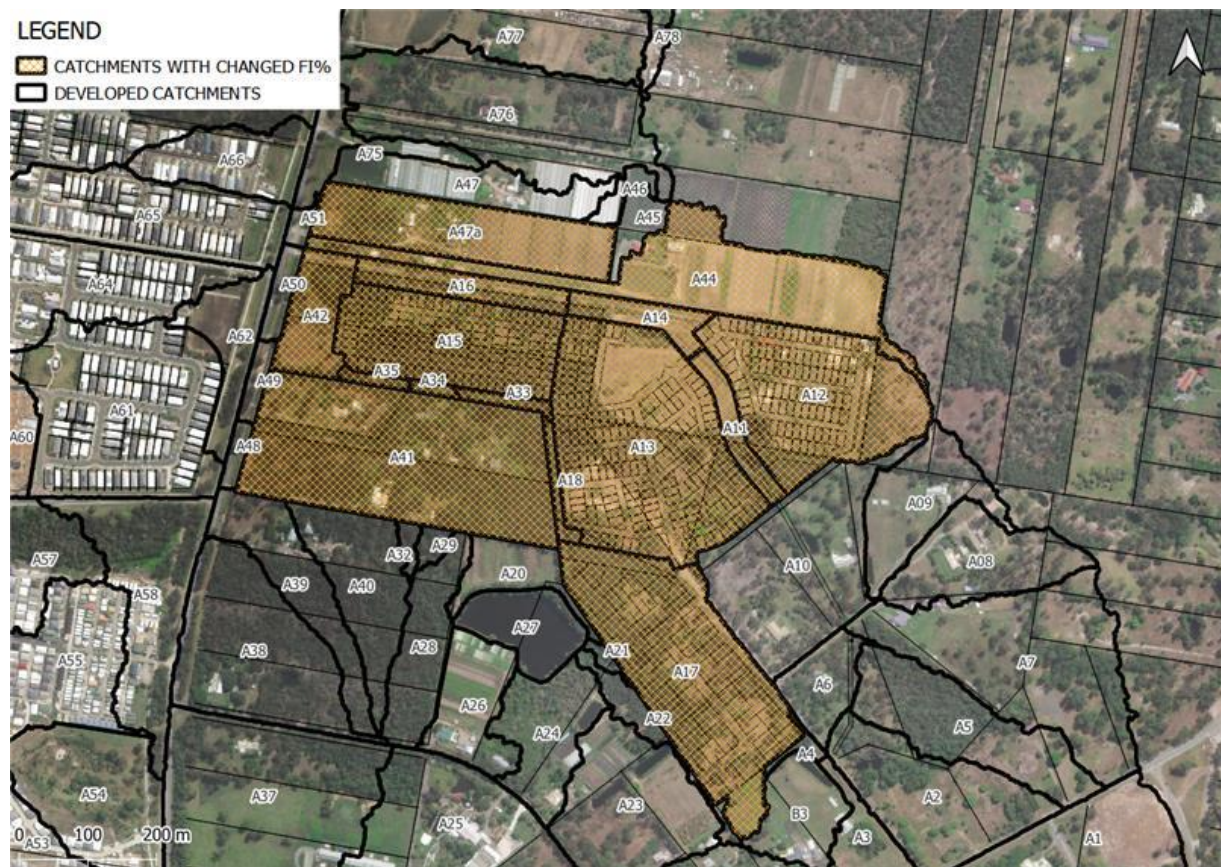 LEGEND
CATCHMENTS WITH CHANGED FI%
DEVELOPED CATCHMENTS
A77
A78
A76
A75
A66
A47
A46
A65
A51
A45
A47a
A44
A64
A50
A16
A42
A14
A62
A15
A35
A34
A33
A12
A49
A61
A11
A60
A48
A41
A13
A18
A09
A57
A32
A29
A20
A10
A08
A58
A39
A40
A27
A55
A38
A28
A21
A17
A7
A6
A26
A22
A24
A5
A4
A54
A37
A23
A2
B3
A25
A3
A1
0 100 200 m
A53